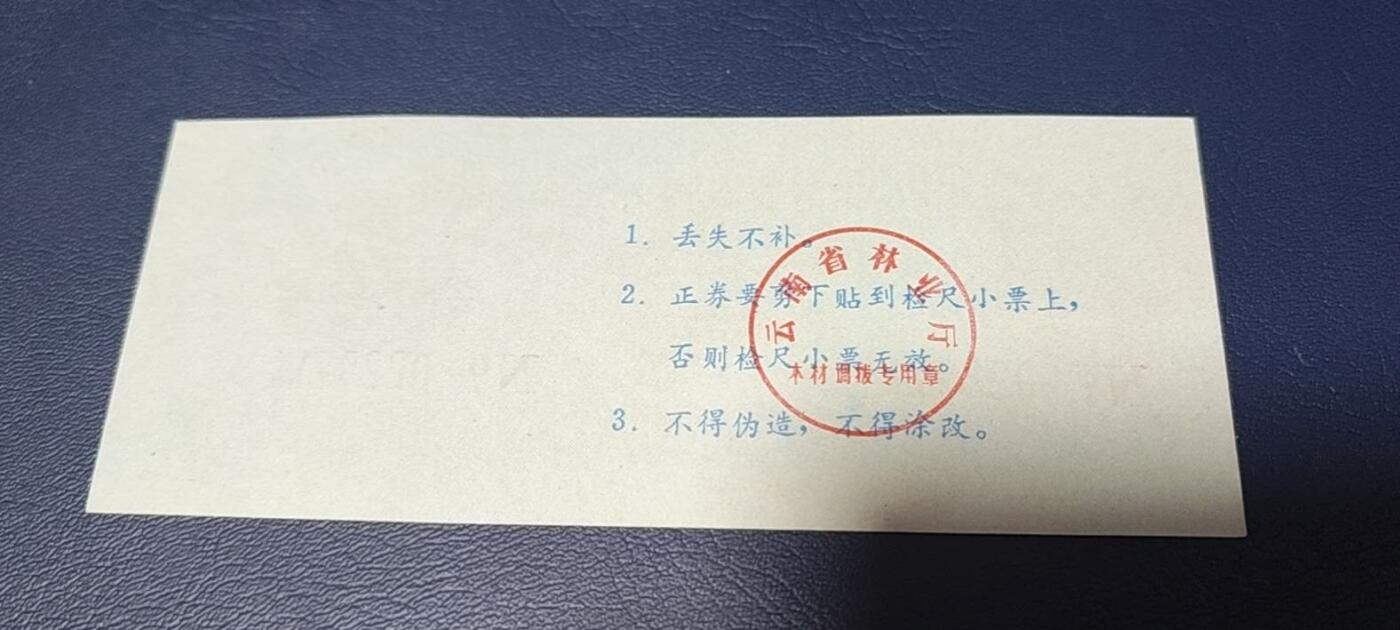 1. 丢失不补。
2. 正券要剪下贴到检尺小票上，
否则检尺小票无效。
3. 不得伪造，不得涂改。
云南省林业厅
木材调拨专用章